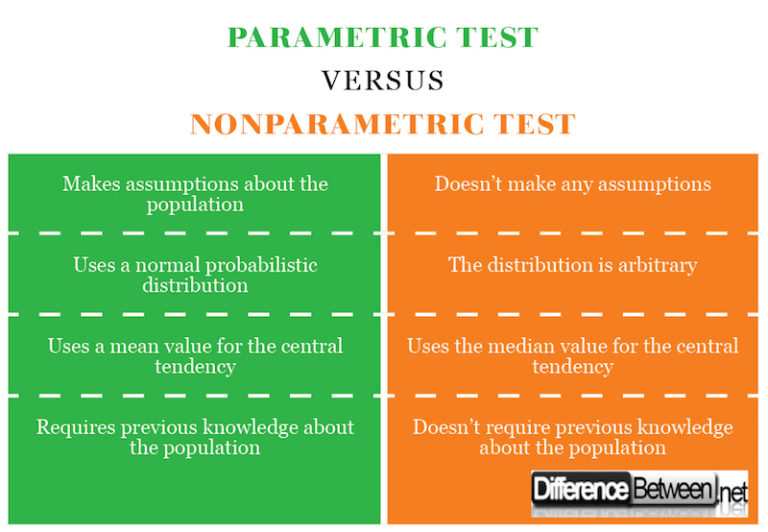 PARAMETRIC TEST
VERSUS
NONPARAMETRIC TEST
Makes assumptions about the
population
Doesn’t make any assumptions
Uses a normal probabilistic
distribution
The distribution is arbitrary
Uses a mean value for the central
tendency
Uses the median value for the central
tendency
Requires previous knowledge about
the population
Doesn’t require previous knowledge
about the population
DifferenceBetween.net